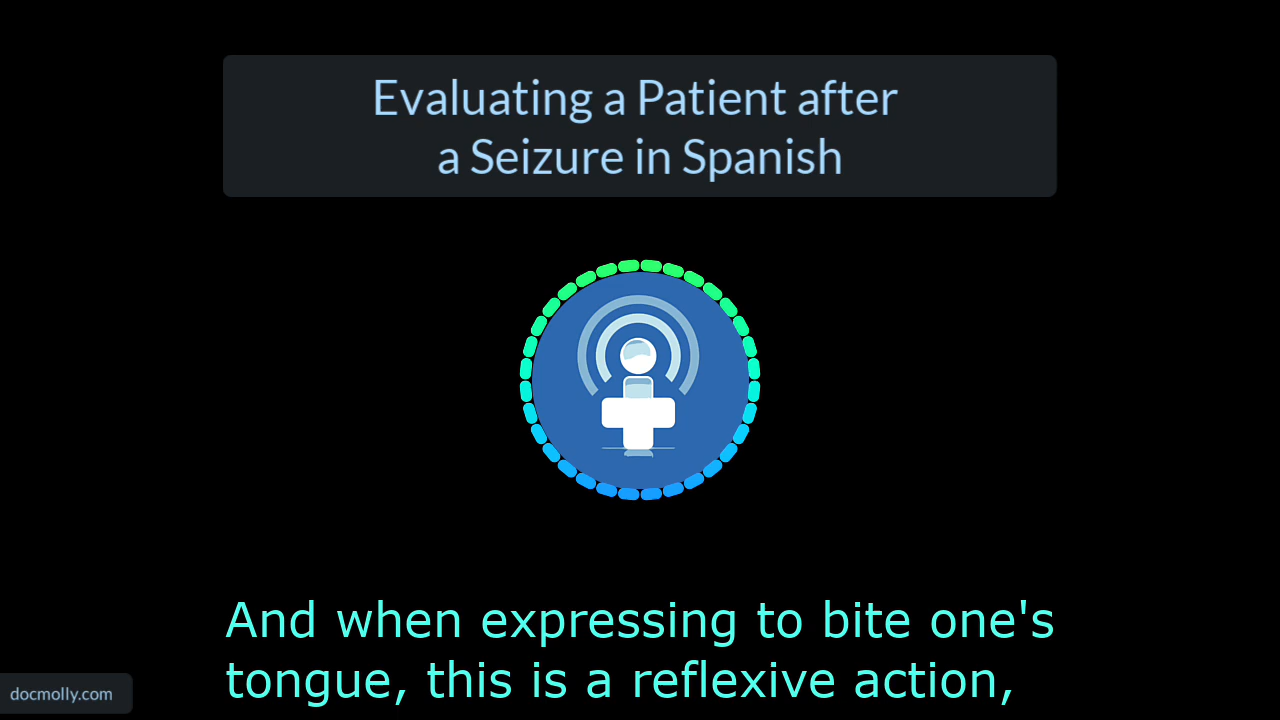 Evaluating a Patient after
a Seizure in Spanish
And when expressing to bite one's
tongue, this is a reflexive action,
docmolly.com